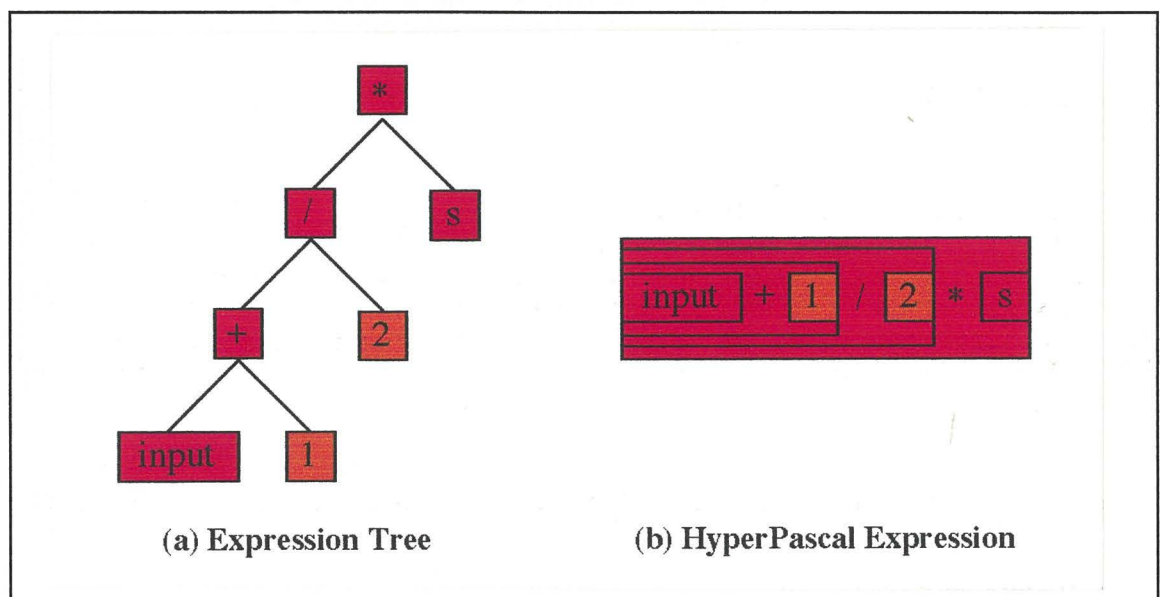 *
/ s
+ 2
input 1
input + 1 / 2 * s
(a) Expression Tree
(b) HyperPascal Expression